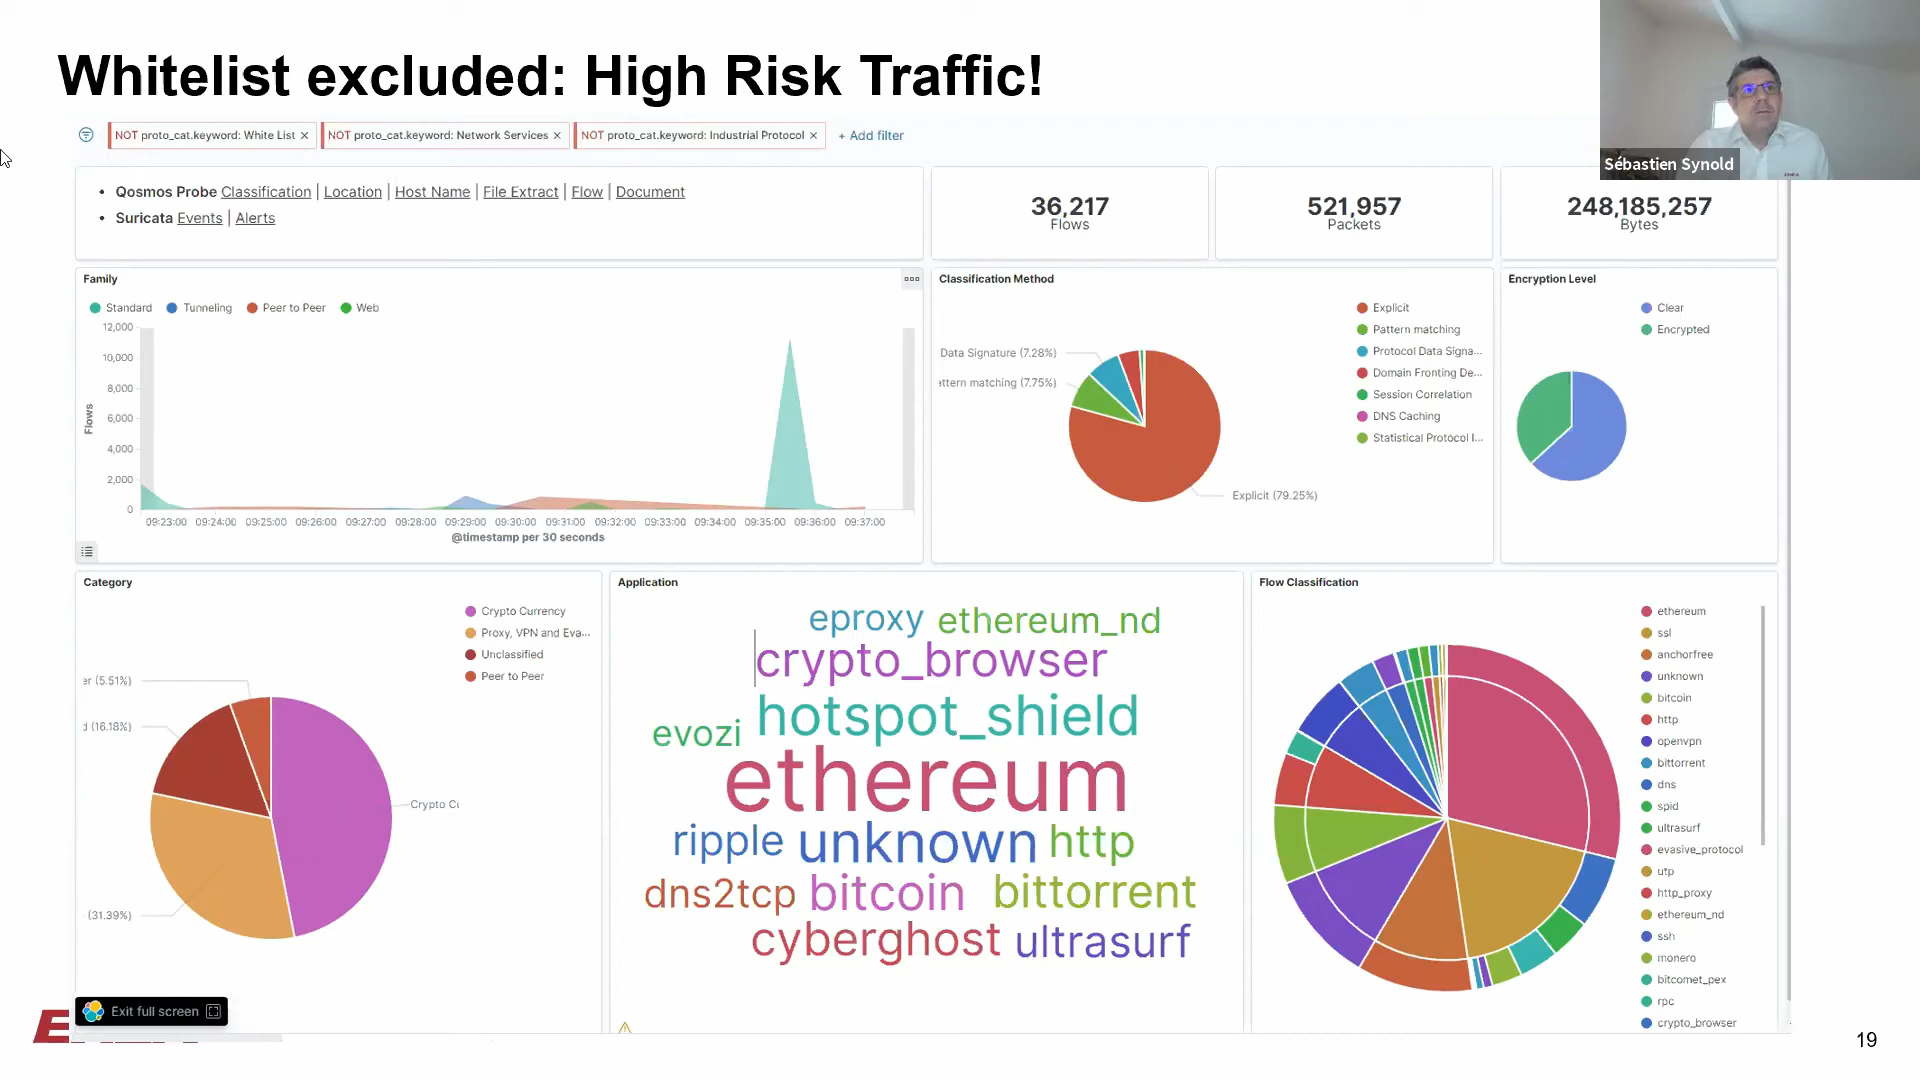 Whitelist excluded: High Risk Traffic!
Sébastien Synold
NOT proto_cat.keyword: White List × NOT proto_cat.keyword: Network Services × NOT proto_cat.keyword: Industrial Protocol × + Add filter
• Qosmos Probe Classification | Location | Host Name | File Extract | Flow | Document
• Suricata Events | Alerts
36,217
Flows
521,957
Packets
248,185,257
Bytes
Family
Standard Tunneling Peer to Peer Web
12,000
10,000
8,000
6,000
4,000
2,000
0
Flows
09:23:00 09:24:00 09:25:00 09:26:00 09:27:00 09:28:00 09:29:00 09:30:00 09:31:00 09:32:00 09:33:00 09:34:00 09:35:00 09:36:00 09:37:00
@timestamp per 30 seconds
Classification Method
Data Signature (7.28%)
ttern matching (7.75%)
Explicit (79.25%)
Explicit
Pattern matching
Protocol Data Signa...
Domain Fronting De...
Session Correlation
DNS Caching
Statistical Protocol I...
Encryption Level
Clear
Encrypted
Category
Crypto Currency
Proxy, VPN and Eva...
Unclassified
Peer to Peer
er (5.51%)
d (16.18%)
(31.39%)
Crypto Cu
Application
eproxy ethereum_nd
crypto_browser
evozi hotspot_shield
ethereum
ripple unknown http
dns2tcp bitcoin bittorrent
cyberghost ultrasurf
Flow Classification
ethereum
ssl
anchorfree
unknown
bitcoin
http
openvpn
bittorrent
dns
spid
ultrasurf
evasive_protocol
utp
http_proxy
ethereum_nd
ssh
monero
bitcomet_pex
rpc
crypto_browser
Exit full screen
19